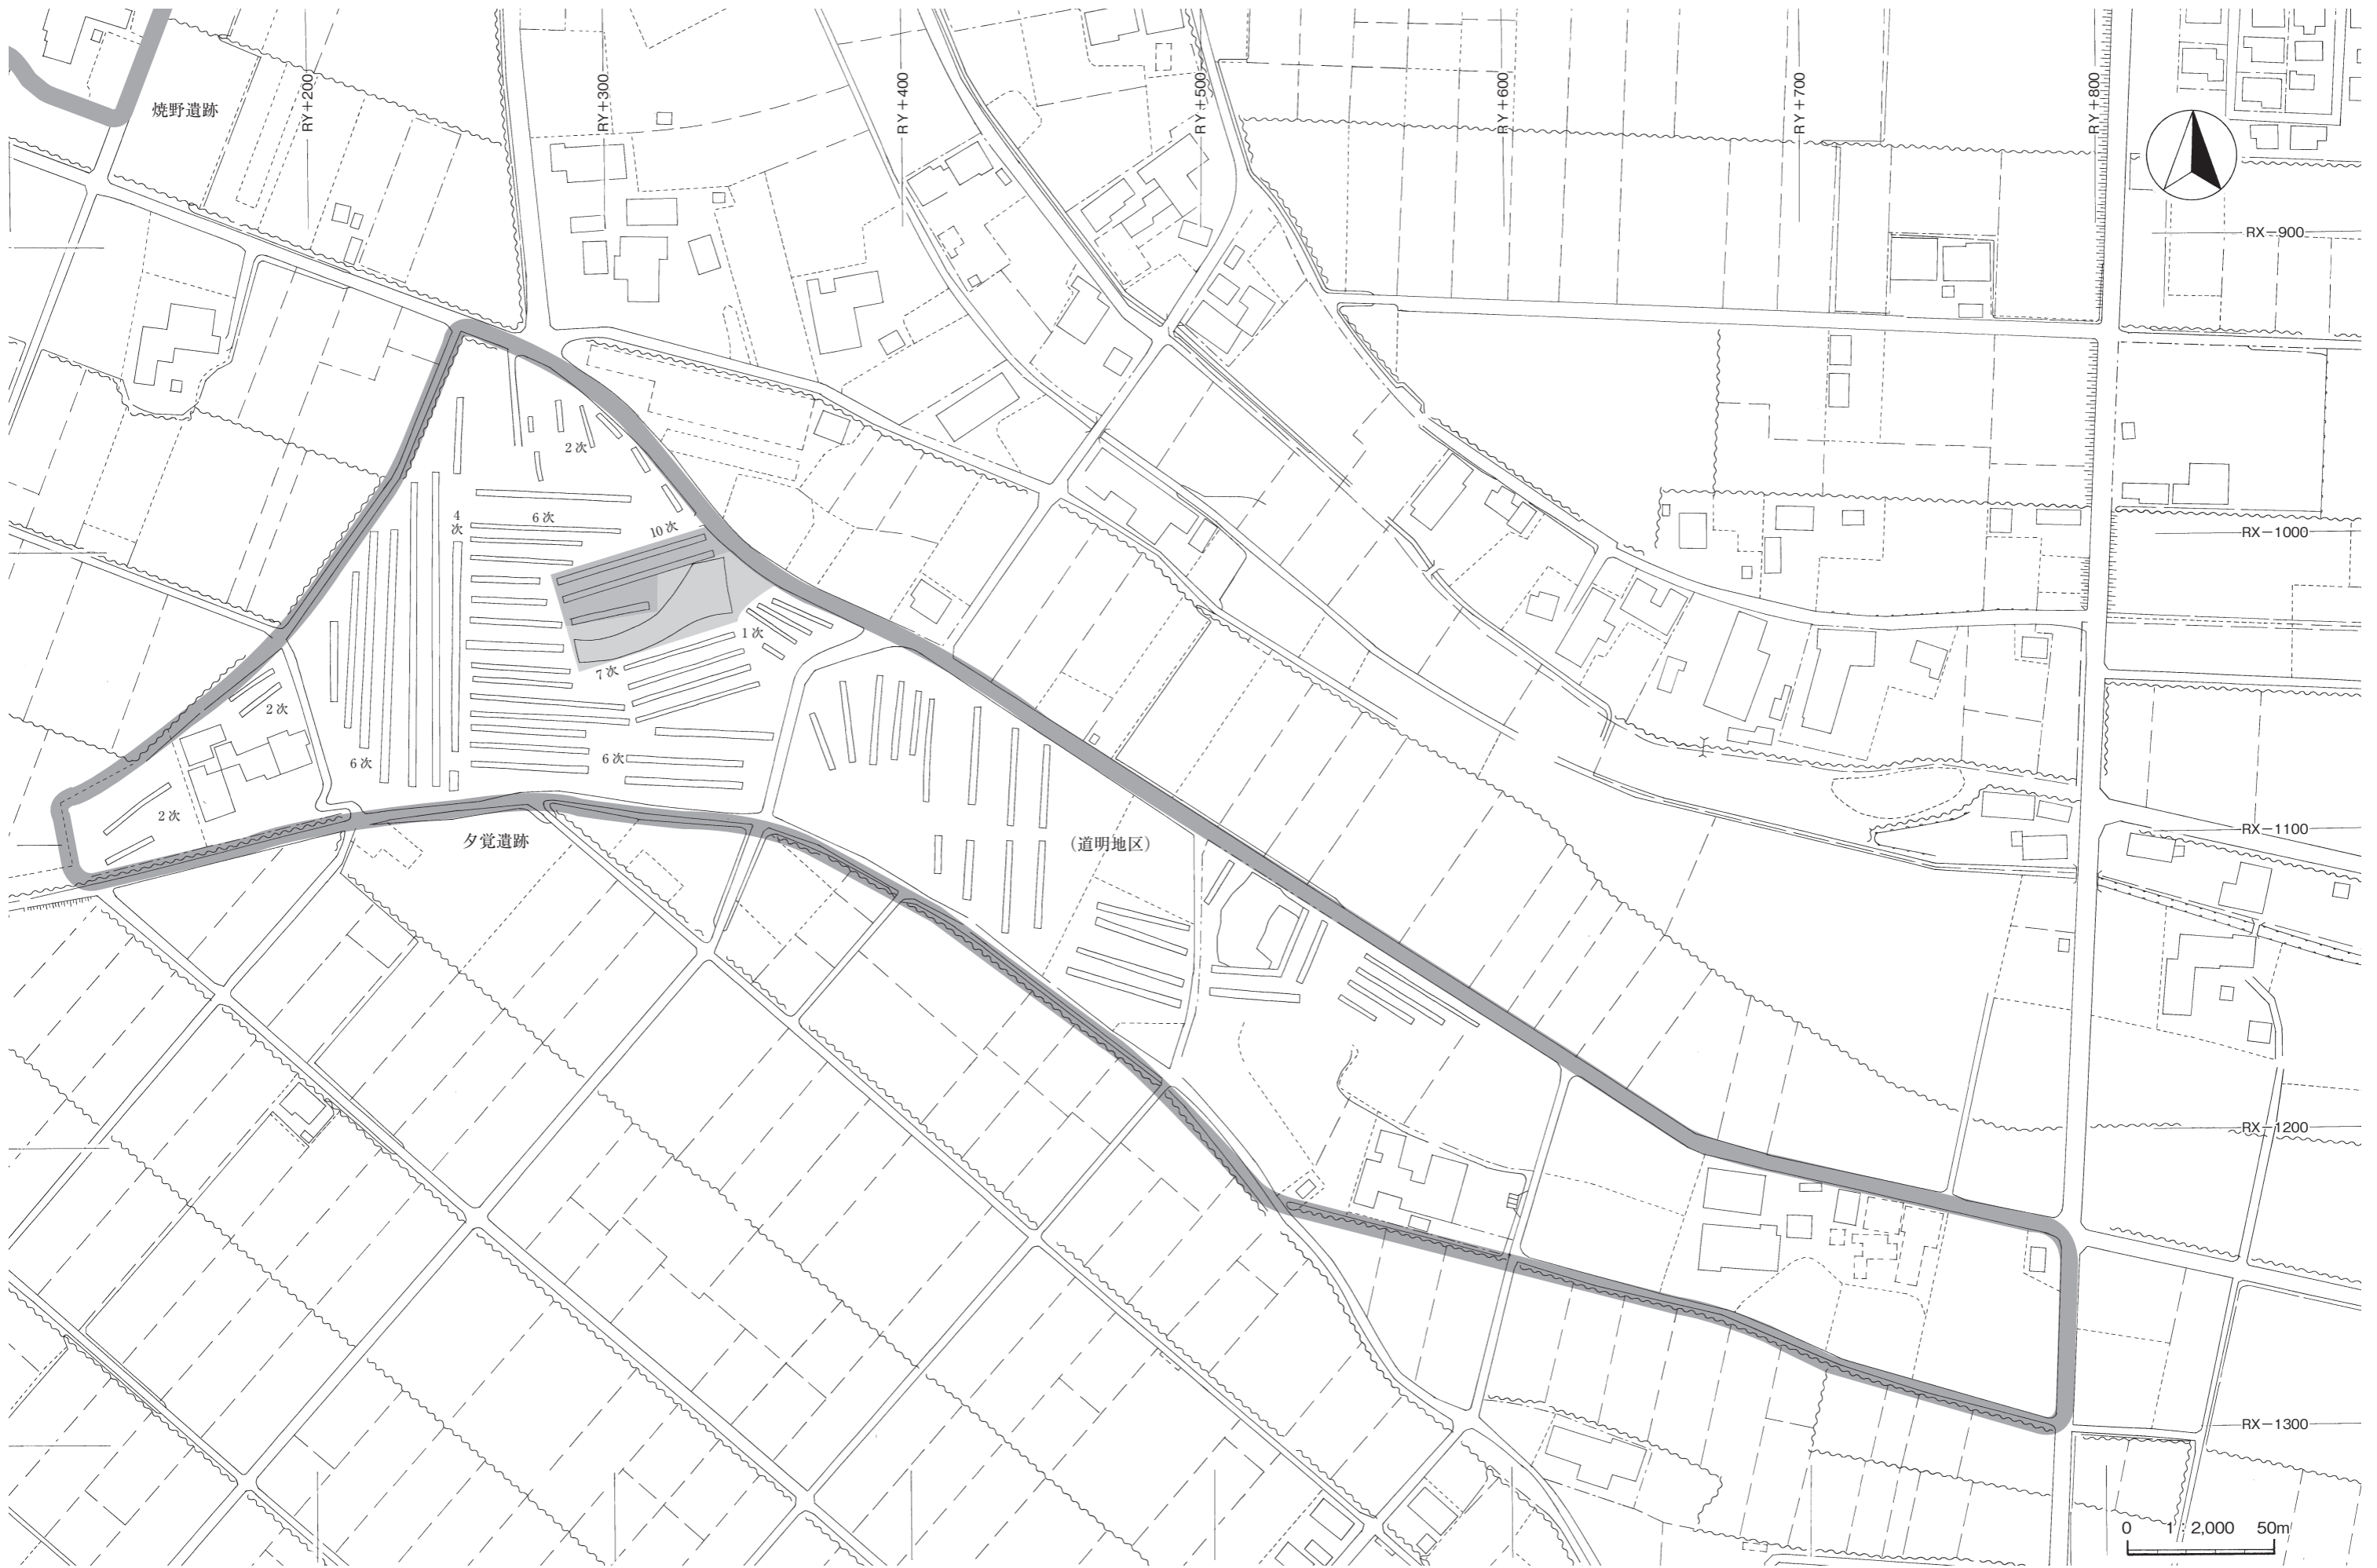 RY+200
RY+300
RY+400
RY+500
RY+600
RY+700
RY+800
焼野遺跡
RX-900
2次
4次
6次
10次
RX-1000
1次
7次
2次
6次
6次
2次
夕覚遺跡
(道明地区)
RX-1100
RX-1200
RX-1300
0 1:2,000 50m